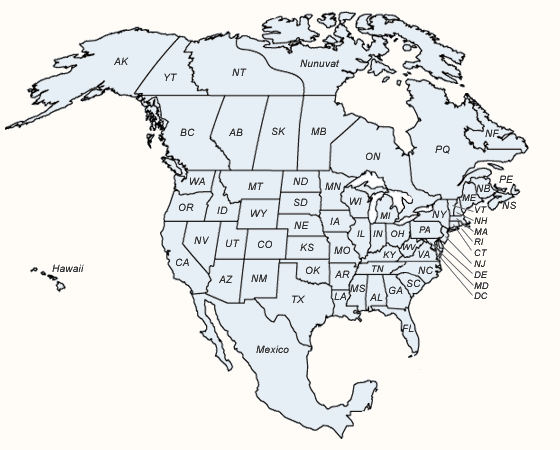 AK
YT
NT
Nunuvat
BC
AB
SK
MB
ON
PQ
NF
PE
NB
NS
ME
WA
MT
ND
MN
OR
ID
WY
SD
WI
MI
NY
VT
NH
MA
RI
CT
NJ
DE
MD
DC
NV
UT
CO
NE
IA
IL
IN
OH
PA
CA
KS
MO
KY
WV
VA
AZ
NM
OK
AR
TN
NC
SC
TX
LA
MS
AL
GA
FL
Hawaii
Mexico